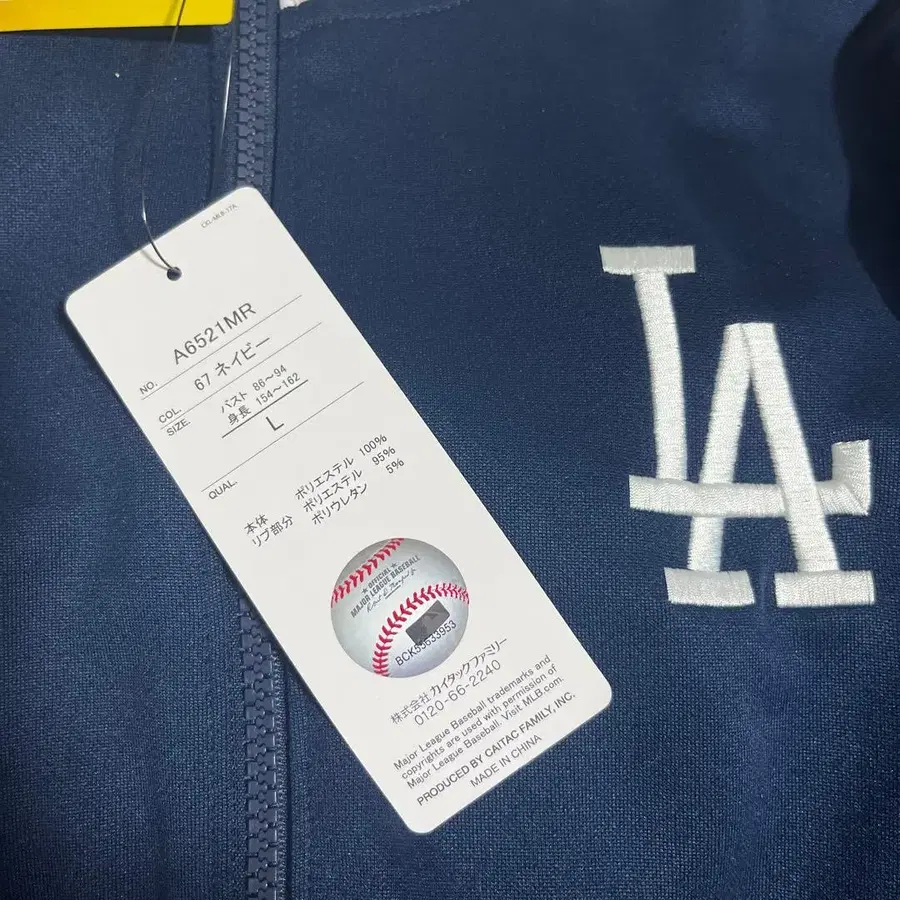 CKC-MLB-17A
NO. A6521MR
COL. 67 ネイビー
SIZE バスト 86～94
身長 154～162
L
QUAL.
本体 ポリエステル 100%
リブ部分 ポリエステル 95%
ポリウレタン 5%
OFFICIAL
MAJOR LEAGUE BASEBALL
BCK53633953
株式会社カイタックファミリー
0120-66-2240
Major League Baseball trademarks and
copyrights are used with permission of
Major League Baseball. Visit MLB.com.
PRODUCED BY CAITAC FAMILY, INC.
MADE IN CHINA
LA